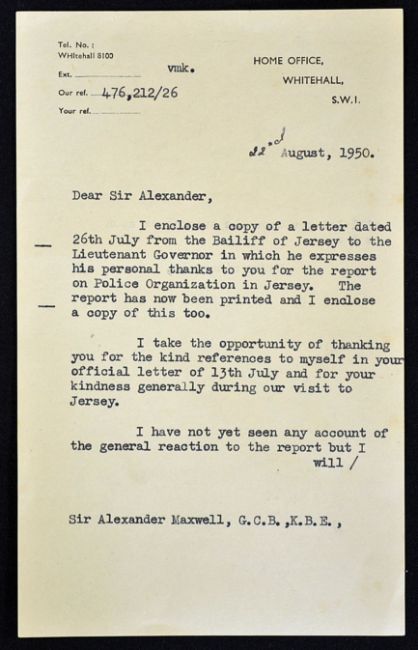 Tel. No. :
WHitehall 8100
vmk.
Ext.
Our ref. 476,212/26
Your ref.
HOME OFFICE,
WHITEHALL,
S.W.1.
22nd August, 1950.
Dear Sir Alexander,
I enclose a copy of a letter dated
26th July from the Bailiff of Jersey to the
Lieutenant Governor in which he expresses
his personal thanks to you for the report
on Police Organization in Jersey. The
report has now been printed and I enclose
a copy of this too.
I take the opportunity of thanking
you for the kind references to myself in your
official letter of 13th July and for your
kindness generally during our visit to
Jersey.
I have not yet seen any account of
the general reaction to the report but I
will /
Sir Alexander Maxwell, G.C.B.,K.B.E.,